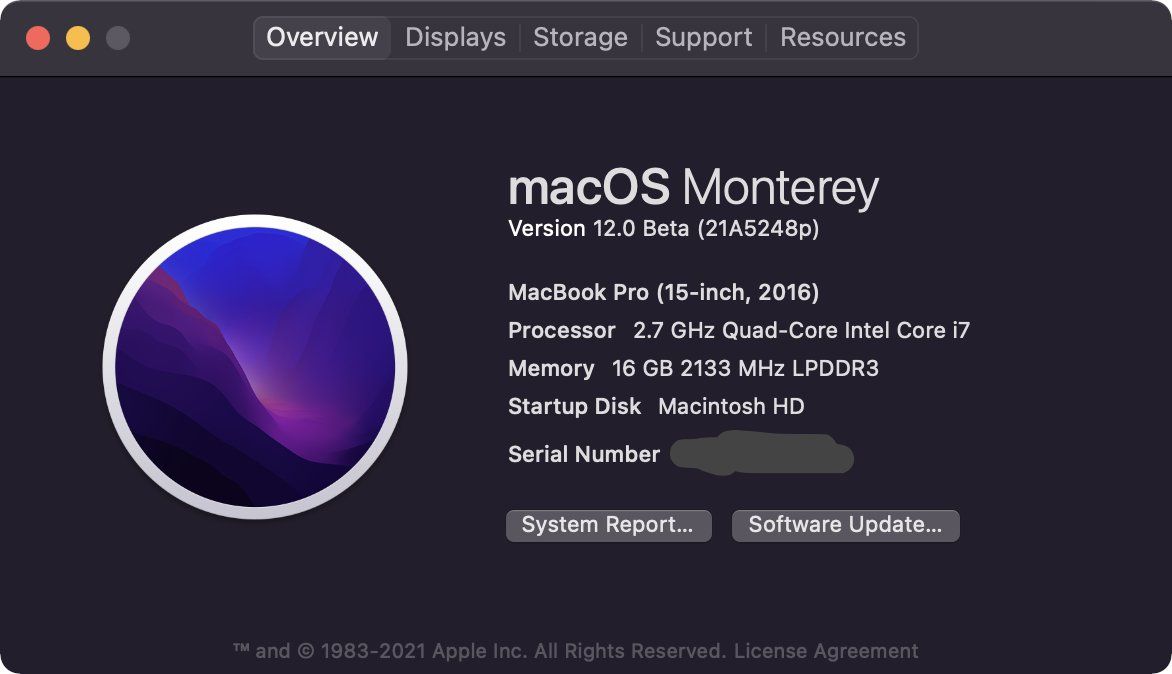 Overview Displays Storage Support Resources
macOS Monterey
Version 12.0 Beta (21A5248p)
MacBook Pro (15-inch, 2016)
Processor 2.7 GHz Quad-Core Intel Core i7
Memory 16 GB 2133 MHz LPDDR3
Startup Disk Macintosh HD
Serial Number
System Report... Software Update...
™ and © 1983-2021 Apple Inc. All Rights Reserved. License Agreement